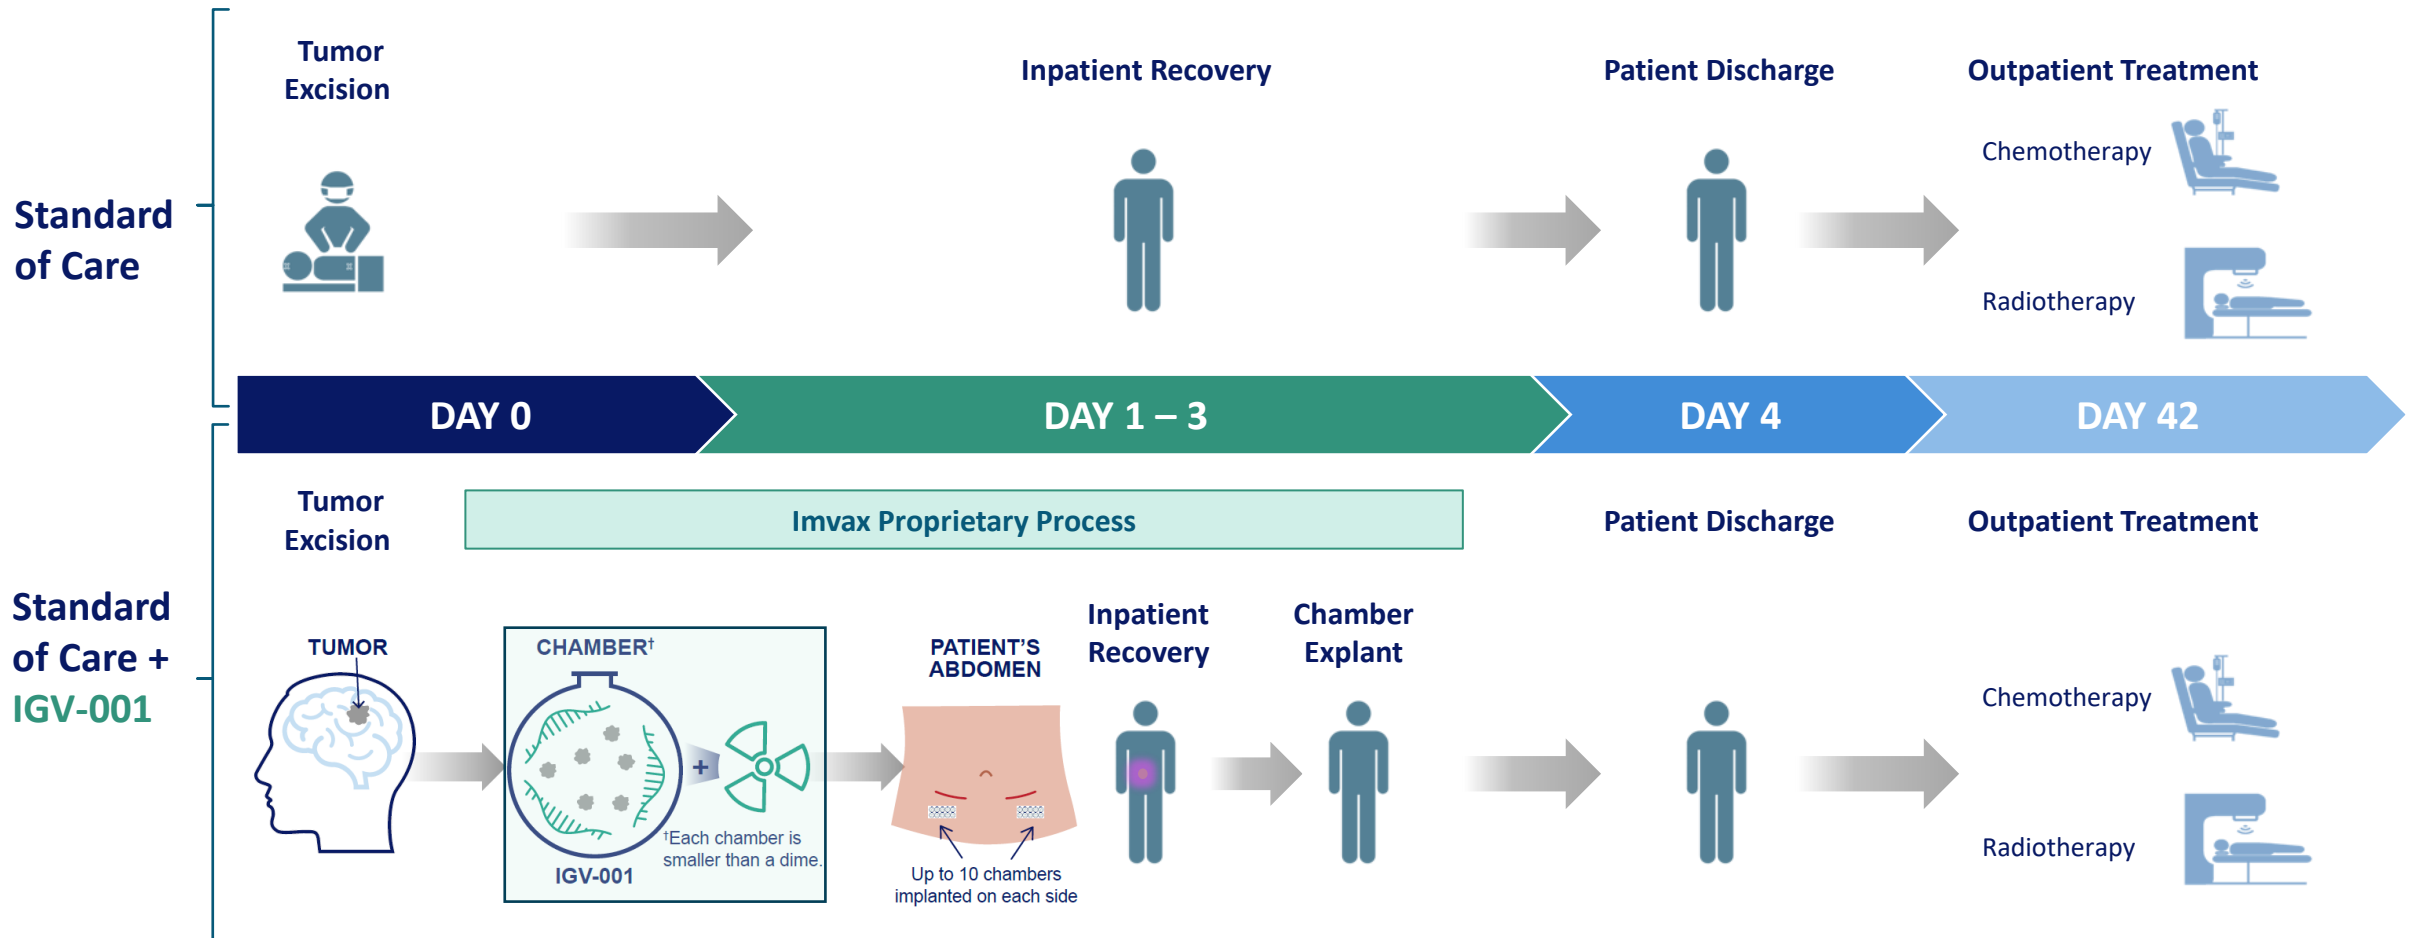 Tumor
Excision
Inpatient Recovery
Patient Discharge
Outpatient Treatment
Chemotherapy
Standard
of Care
Radiotherapy
DAY 0
DAY 1 – 3
DAY 4
DAY 42
Tumor
Excision
Imvax Proprietary Process
Patient Discharge
Outpatient Treatment
Standard
of Care +
IGV-001
TUMOR
CHAMBER†
+
†Each chamber is
smaller than a dime.
IGV-001
PATIENT'S
ABDOMEN
Up to 10 chambers
implanted on each side
Inpatient
Recovery
Chamber
Explant
Chemotherapy
Radiotherapy